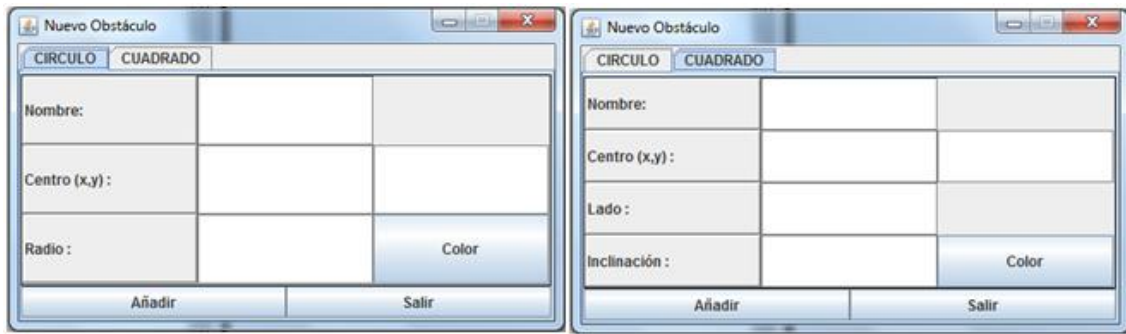 Nuevo Obstáculo
CIRCULO CUADRADO
Nombre:
Centro (x,y) :
Radio : Color
Añadir Salir
Nuevo Obstáculo
CIRCULO CUADRADO
Nombre:
Centro (x,y) :
Lado :
Inclinación : Color
Añadir Salir